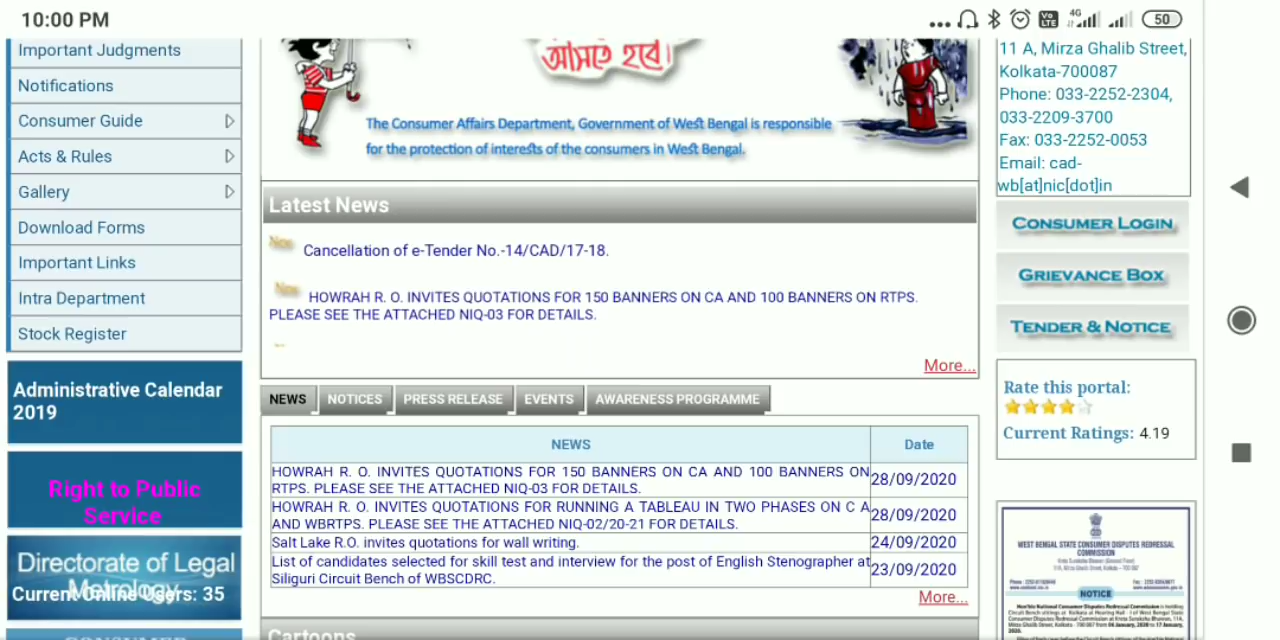 10:00 PM
Vo LTE
4G
50
Important Judgments
Notifications
Consumer Guide
Acts & Rules
Gallery
Download Forms
Important Links
Intra Department
Stock Register
Administrative Calendar
2019
Right to Public
Service
Directorate of Legal
Metrology
Current Online Users: 35
CONSUMER
আসতে হবে।
The Consumer Affairs Department, Government of West Bengal is responsible
for the protection of interests of the consumers in West Bengal.
Latest News
New Cancellation of e-Tender No.-14/CAD/17-18.
New HOWRAH R. O. INVITES QUOTATIONS FOR 150 BANNERS ON CA AND 100 BANNERS ON RTPS.
PLEASE SEE THE ATTACHED NIQ-03 FOR DETAILS.
More...
NEWS NOTICES PRESS RELEASE EVENTS AWARENESS PROGRAMME
NEWS Date
HOWRAH R. O. INVITES QUOTATIONS FOR 150 BANNERS ON CA AND 100 BANNERS ON
RTPS. PLEASE SEE THE ATTACHED NIQ-03 FOR DETAILS. 28/09/2020
HOWRAH R. O. INVITES QUOTATIONS FOR RUNNING A TABLEAU IN TWO PHASES ON C A
AND WBRTPS. PLEASE SEE THE ATTACHED NIQ-02/20-21 FOR DETAILS. 28/09/2020
Salt Lake R.O. invites quotations for wall writing. 24/09/2020
List of candidates selected for skill test and interview for the post of English Stenographer at
Siliguri Circuit Bench of WBSCDRC. 23/09/2020
More...
Cartoons
11 A, Mirza Ghalib Street,
Kolkata-700087
Phone: 033-2252-2304,
033-2209-3700
Fax: 033-2252-0053
Email: cad-
wb[at]nic[dot]in
CONSUMER LOGIN
GRIEVANCE BOX
TENDER & NOTICE
Rate this portal:
Current Ratings: 4.19
WEST BENGAL STATE CONSUMER DISPUTES REDRESSAL
COMMISSION
NOTICE